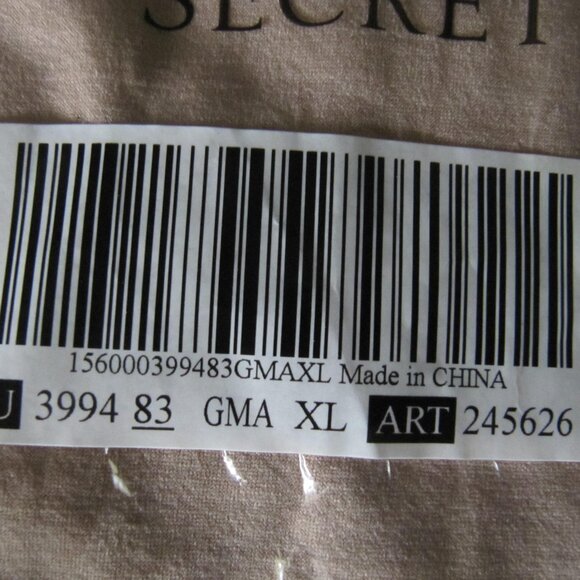 SECRET
156000399483GMAXL Made in CHINA
U 3994 83 GMA XL ART 245626